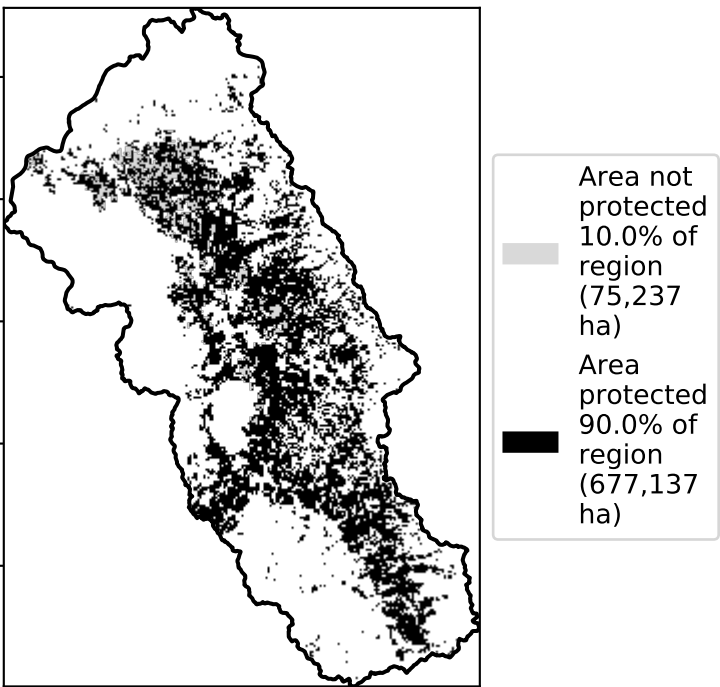 Area not
protected
10.0% of
region
(75,237
ha)
Area
protected
90.0% of
region
(677,137
ha)